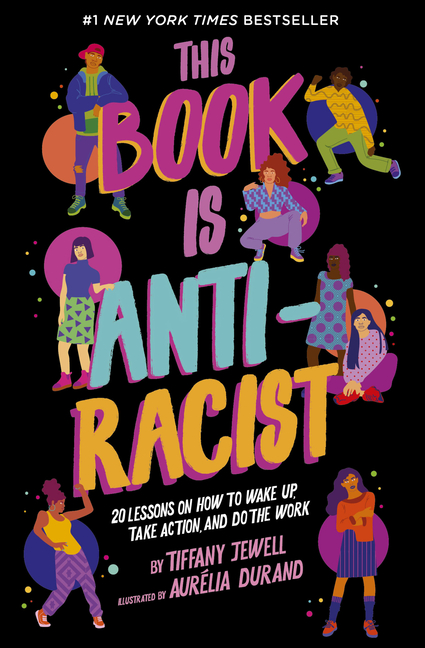 #1 NEW YORK TIMES BESTSELLER
THIS
BOOK
IS
ANTI-
RACIST
20 LESSONS ON HOW TO WAKE UP,
TAKE ACTION, AND DO THE WORK
BY TIFFANY JEWELL
ILLUSTRATED BY AURÉLIA DURAND